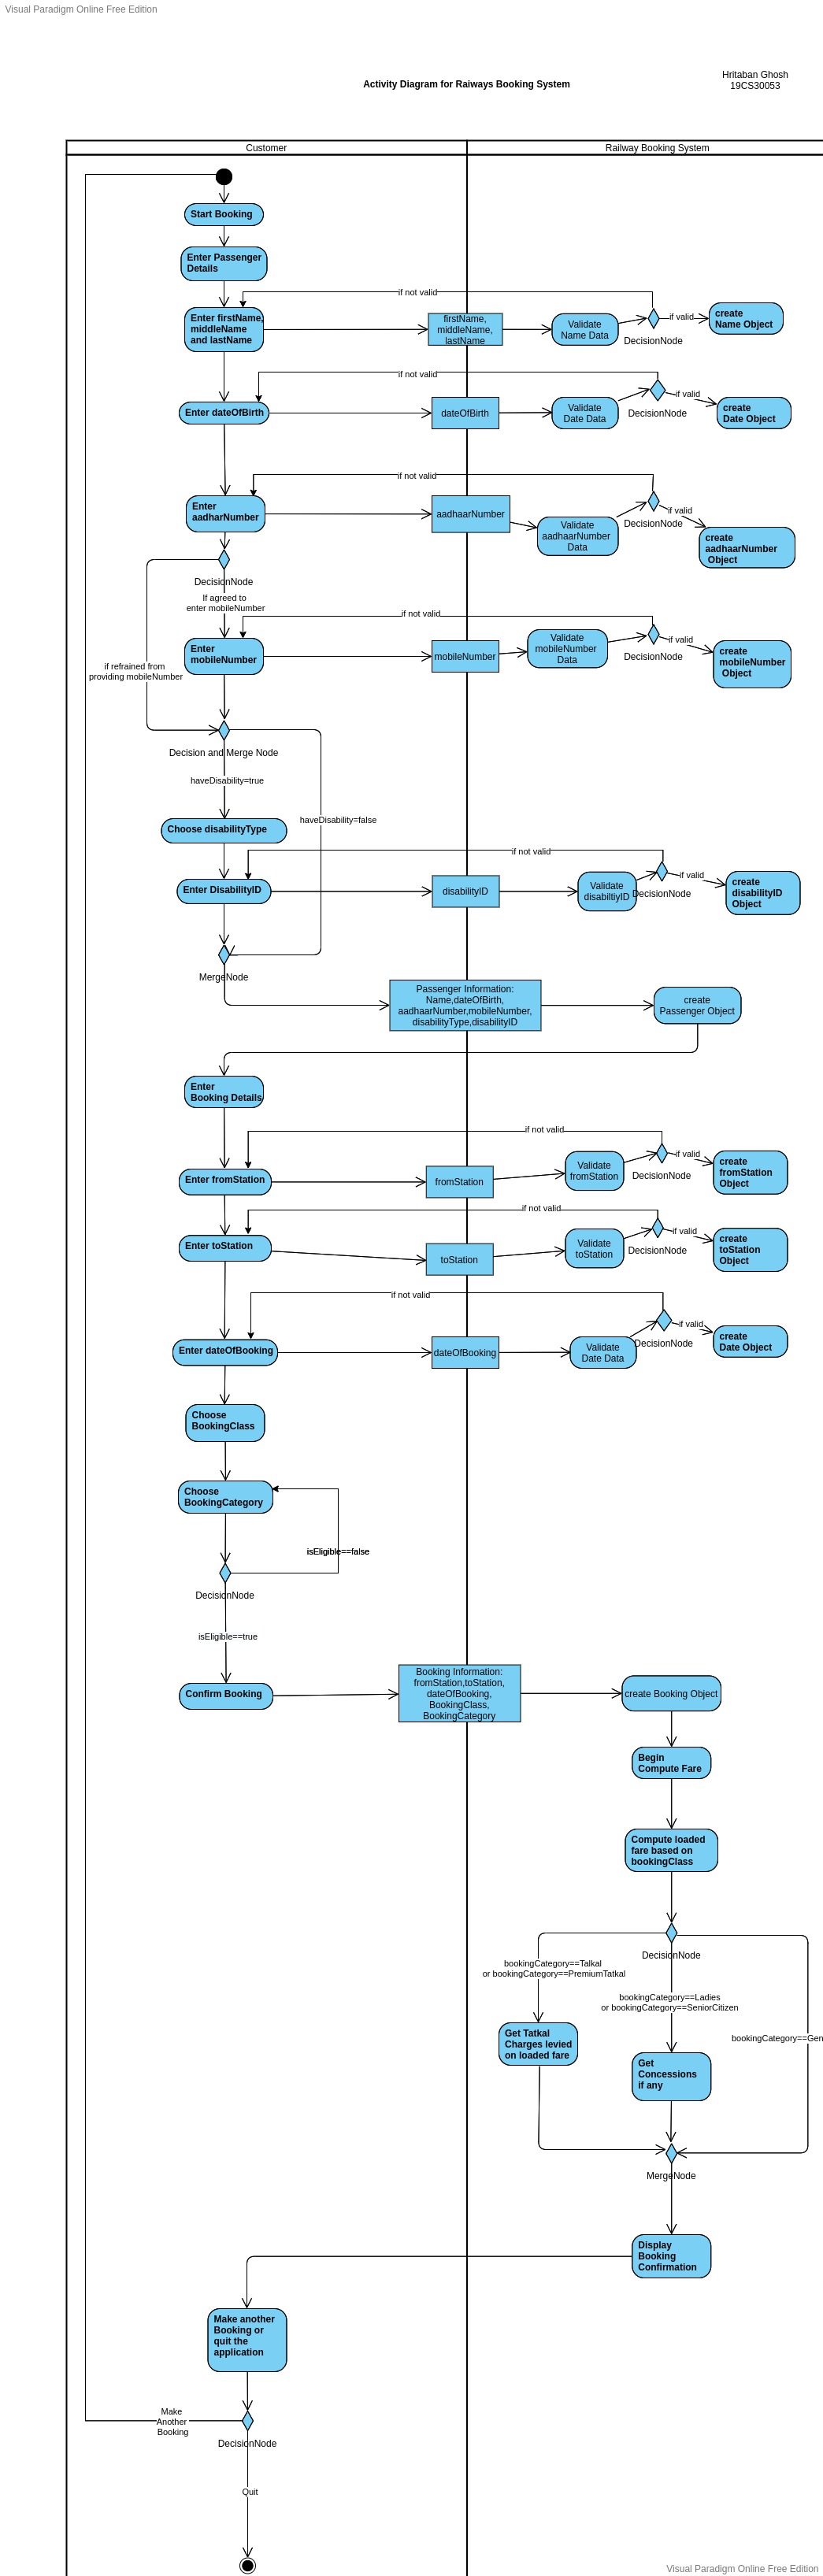 Visual Paradigm Online Free Edition
Activity Diagram for Raiways Booking System
Hritaban Ghosh
19CS30053
Customer
Railway Booking System
Start Booking
Enter Passenger
Details
if not valid
Enter firstName,
middleName
and lastName
firstName,
middleName,
lastName
Validate
Name Data
DecisionNode
if valid
create
Name Object
if not valid
Enter dateOfBirth
dateOfBirth
Validate
Date Data
DecisionNode
if valid
create
Date Object
if not valid
Enter
aadharNumber
aadhaarNumber
Validate
aadhaarNumber
Data
DecisionNode
if valid
create
aadhaarNumber
Object
DecisionNode
If agreed to
enter mobileNumber
if not valid
Enter
mobileNumber
mobileNumber
Validate
mobileNumber
Data
DecisionNode
if valid
create
mobileNumber
Object
if refrained from
providing mobileNumber
Decision and Merge Node
haveDisability=true
haveDisability=false
Choose disabilityType
if not valid
Enter DisabilityID
disabilityID
Validate
disabiltiyID
DecisionNode
if valid
create
disabilityID
Object
MergeNode
Passenger Information:
Name,dateOfBirth,
aadhaarNumber,mobileNumber,
disabilityType,disabilityID
create
Passenger Object
Enter
Booking Details
if not valid
Enter fromStation
fromStation
Validate
fromStation
DecisionNode
if valid
create
fromStation
Object
if not valid
Enter toStation
toStation
Validate
toStation
DecisionNode
if valid
create
toStation
Object
if not valid
Enter dateOfBooking
dateOfBooking
Validate
Date Data
DecisionNode
if valid
create
Date Object
Choose
BookingClass
Choose
BookingCategory
isEligible==false
DecisionNode
isEligible==true
Confirm Booking
Booking Information:
fromStation,toStation,
dateOfBooking,
BookingClass,
BookingCategory
create Booking Object
Begin
Compute Fare
Compute loaded
fare based on
bookingClass
DecisionNode
bookingCategory==Talkal
or bookingCategory==PremiumTatkal
bookingCategory==Ladies
or bookingCategory==SeniorCitizen
bookingCategory==Gen
Get Tatkal
Charges levied
on loaded fare
Get
Concessions
if any
MergeNode
Display
Booking
Confirmation
Make another
Booking or
quit the
application
Make
Another
Booking
DecisionNode
Quit
Visual Paradigm Online Free Edition